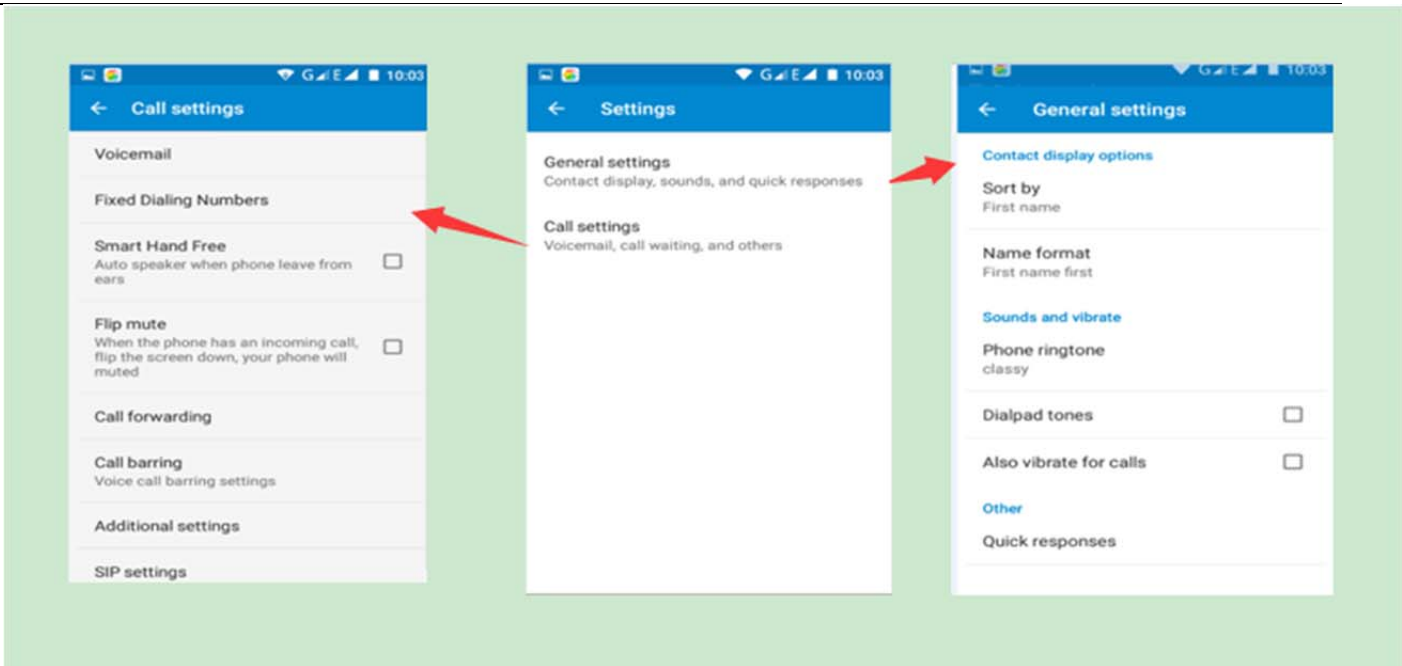 G E 10:03
Call settings
Voicemail
Fixed Dialing Numbers
Smart Hand Free
Auto speaker when phone leave from
ears
Flip mute
When the phone has an incoming call,
flip the screen down, your phone will
muted
Call forwarding
Call barring
Voice call barring settings
Additional settings
SIP settings
G E 10:03
Settings
General settings
Contact display, sounds, and quick responses
Call settings
Voicemail, call waiting, and others
G E 10:03
General settings
Contact display options
Sort by
First name
Name format
First name first
Sounds and vibrate
Phone ringtone
classy
Dialpad tones
Also vibrate for calls
Other
Quick responses